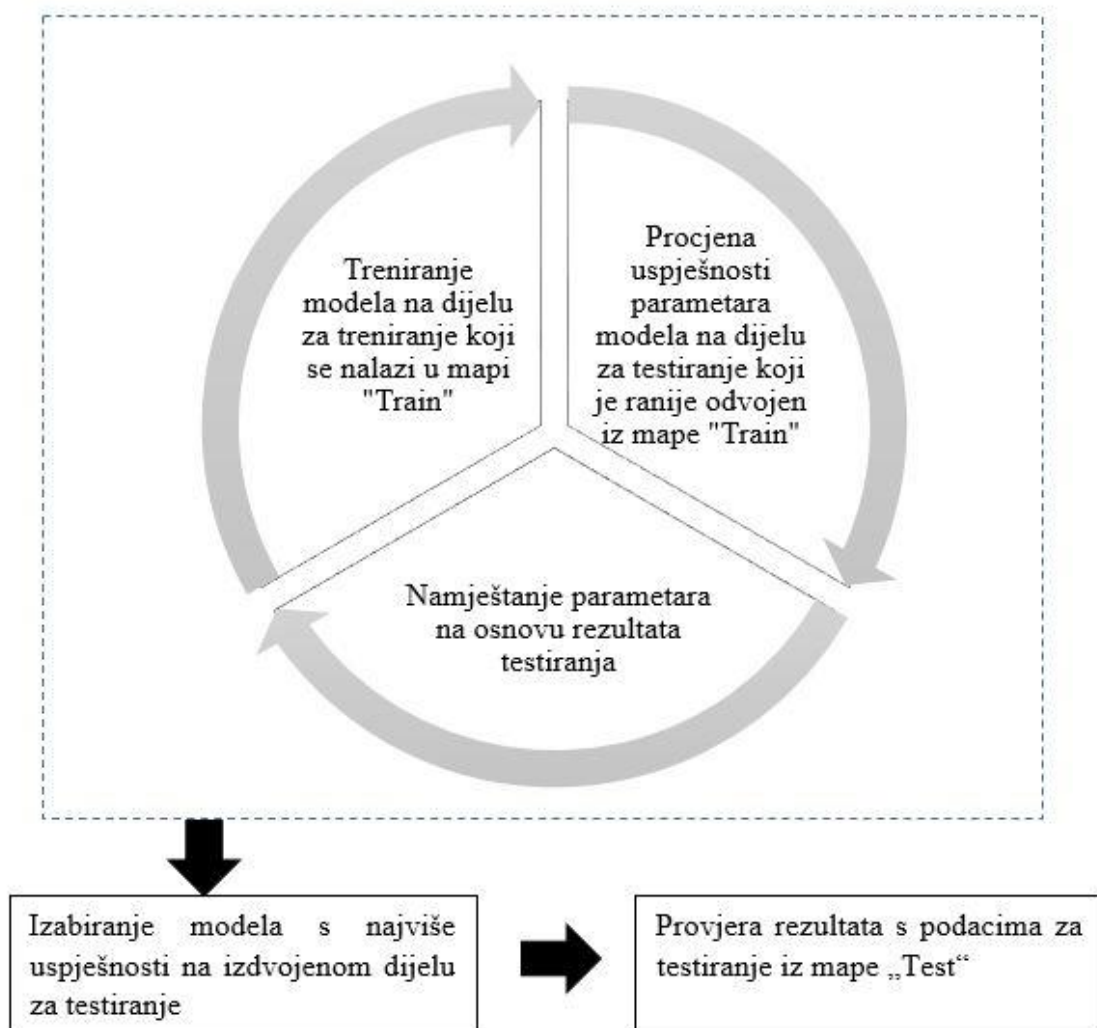 Treniranje
modela na dijelu
za treniranje koji
se nalazi u mapi
"Train"
Procjena
uspješnosti
parametara
modela na dijelu
za testiranje koji
je ranije odvojen
iz mape "Train"
Namještanje parametara
na osnovu rezultata
testiranja
Izabiranje modela s najviše
uspješnosti na izdvojenom dijelu
za testiranje
Provjera rezultata s podacima za
testiranje iz mape „Test“